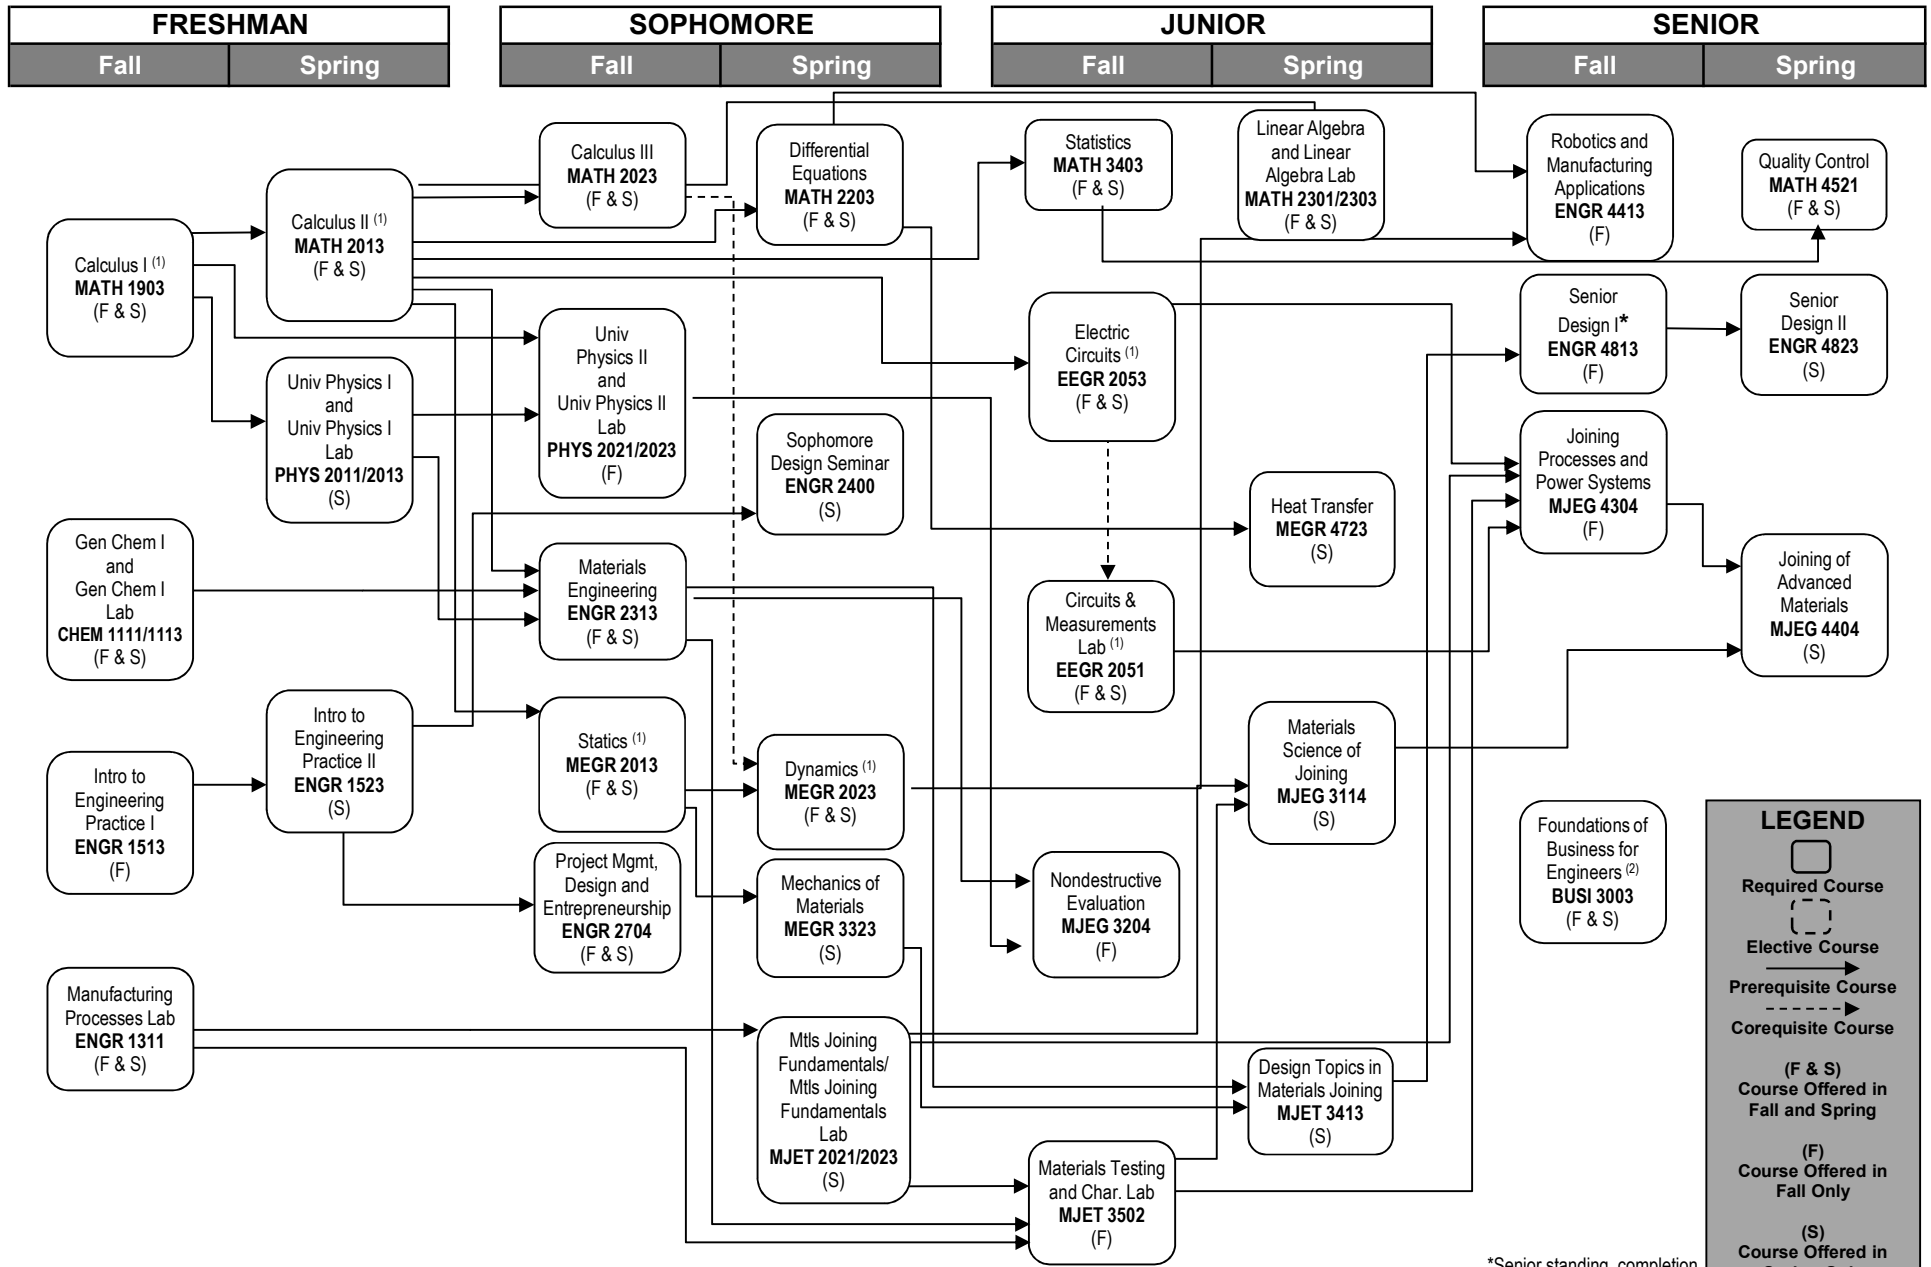 FRESHMAN
SOPHOMORE
JUNIOR
SENIOR
Fall
Spring
Fall
Spring
Fall
Spring
Fall
Spring
Calculus I (1)
MATH 1903
(F & S)
Gen Chem I
and
Gen Chem I
Lab
CHEM 1111/1113
(F & S)
Intro to
Engineering
Practice I
ENGR 1513
(F)
Manufacturing
Processes Lab
ENGR 1311
(F & S)
Calculus II (1)
MATH 2013
(F & S)
Univ Physics I
and
Univ Physics I
Lab
PHYS 2011/2013
(S)
Intro to
Engineering
Practice II
ENGR 1523
(S)
Calculus III
MATH 2023
(F & S)
Univ
Physics II
and
Univ Physics II
Lab
PHYS 2021/2023
(F)
Materials
Engineering
ENGR 2313
(F & S)
Statics (1)
MEGR 2013
(F & S)
Project Mgmt,
Design and
Entrepreneurship
ENGR 2704
(F & S)
Differential
Equations
MATH 2203
(F & S)
Sophomore
Design Seminar
ENGR 2400
(S)
Dynamics (1)
MEGR 2023
(F & S)
Mechanics of
Materials
MEGR 3323
(S)
Mtls Joining
Fundamentals/
Mtls Joining
Fundamentals
Lab
MJET 2021/2023
(S)
Statistics
MATH 3403
(F & S)
Electric
Circuits (1)
EEGR 2053
(F & S)
Circuits &
Measurements
Lab (1)
EEGR 2051
(F & S)
Nondestructive
Evaluation
MJEG 3204
(F)
Materials Testing
and Char. Lab
MJET 3502
(F)
Linear Algebra
and Linear
Algebra Lab
MATH 2301/2303
(F & S)
Heat Transfer
MEGR 4723
(S)
Materials
Science of
Joining
MJEG 3114
(S)
Design Topics in
Materials Joining
MJET 3413
(S)
Robotics and
Manufacturing
Applications
ENGR 4413
(F)
Senior
Design I*
ENGR 4813
(F)
Joining
Processes and
Power Systems
MJEG 4304
(F)
Foundations of
Business for
Engineers (2)
BUSI 3003
(F & S)
Quality Control
MATH 4521
(F & S)
Senior
Design II
ENGR 4823
(S)
Joining of
Advanced
Materials
MJEG 4404
(S)
LEGEND
Required Course
Elective Course
Prerequisite Course
Corequisite Course
(F & S)
Course Offered in
Fall and Spring
(F)
Course Offered in
Fall Only
(S)
Course Offered in
*Senior standing, completion